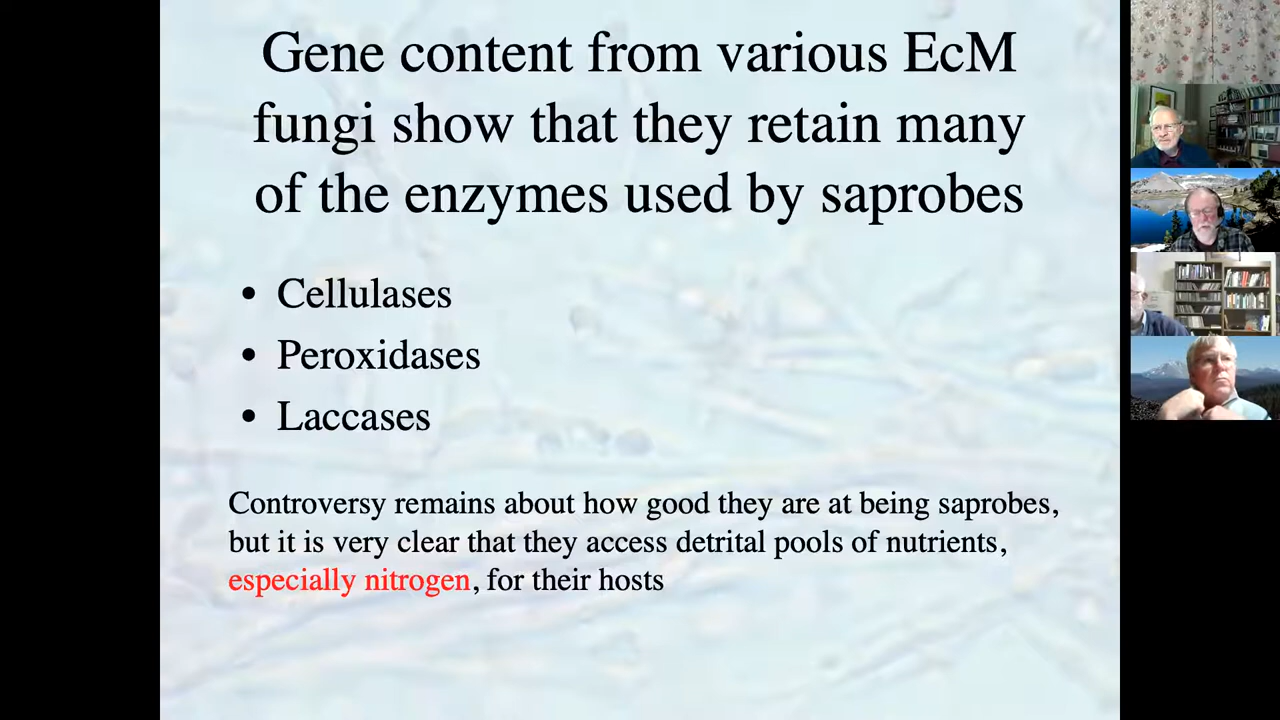 Gene content from various EcM
fungi show that they retain many
of the enzymes used by saprobes
• Cellulases
• Peroxidases
• Laccases
Controversy remains about how good they are at being saprobes,
but it is very clear that they access detrital pools of nutrients,
especially nitrogen, for their hosts